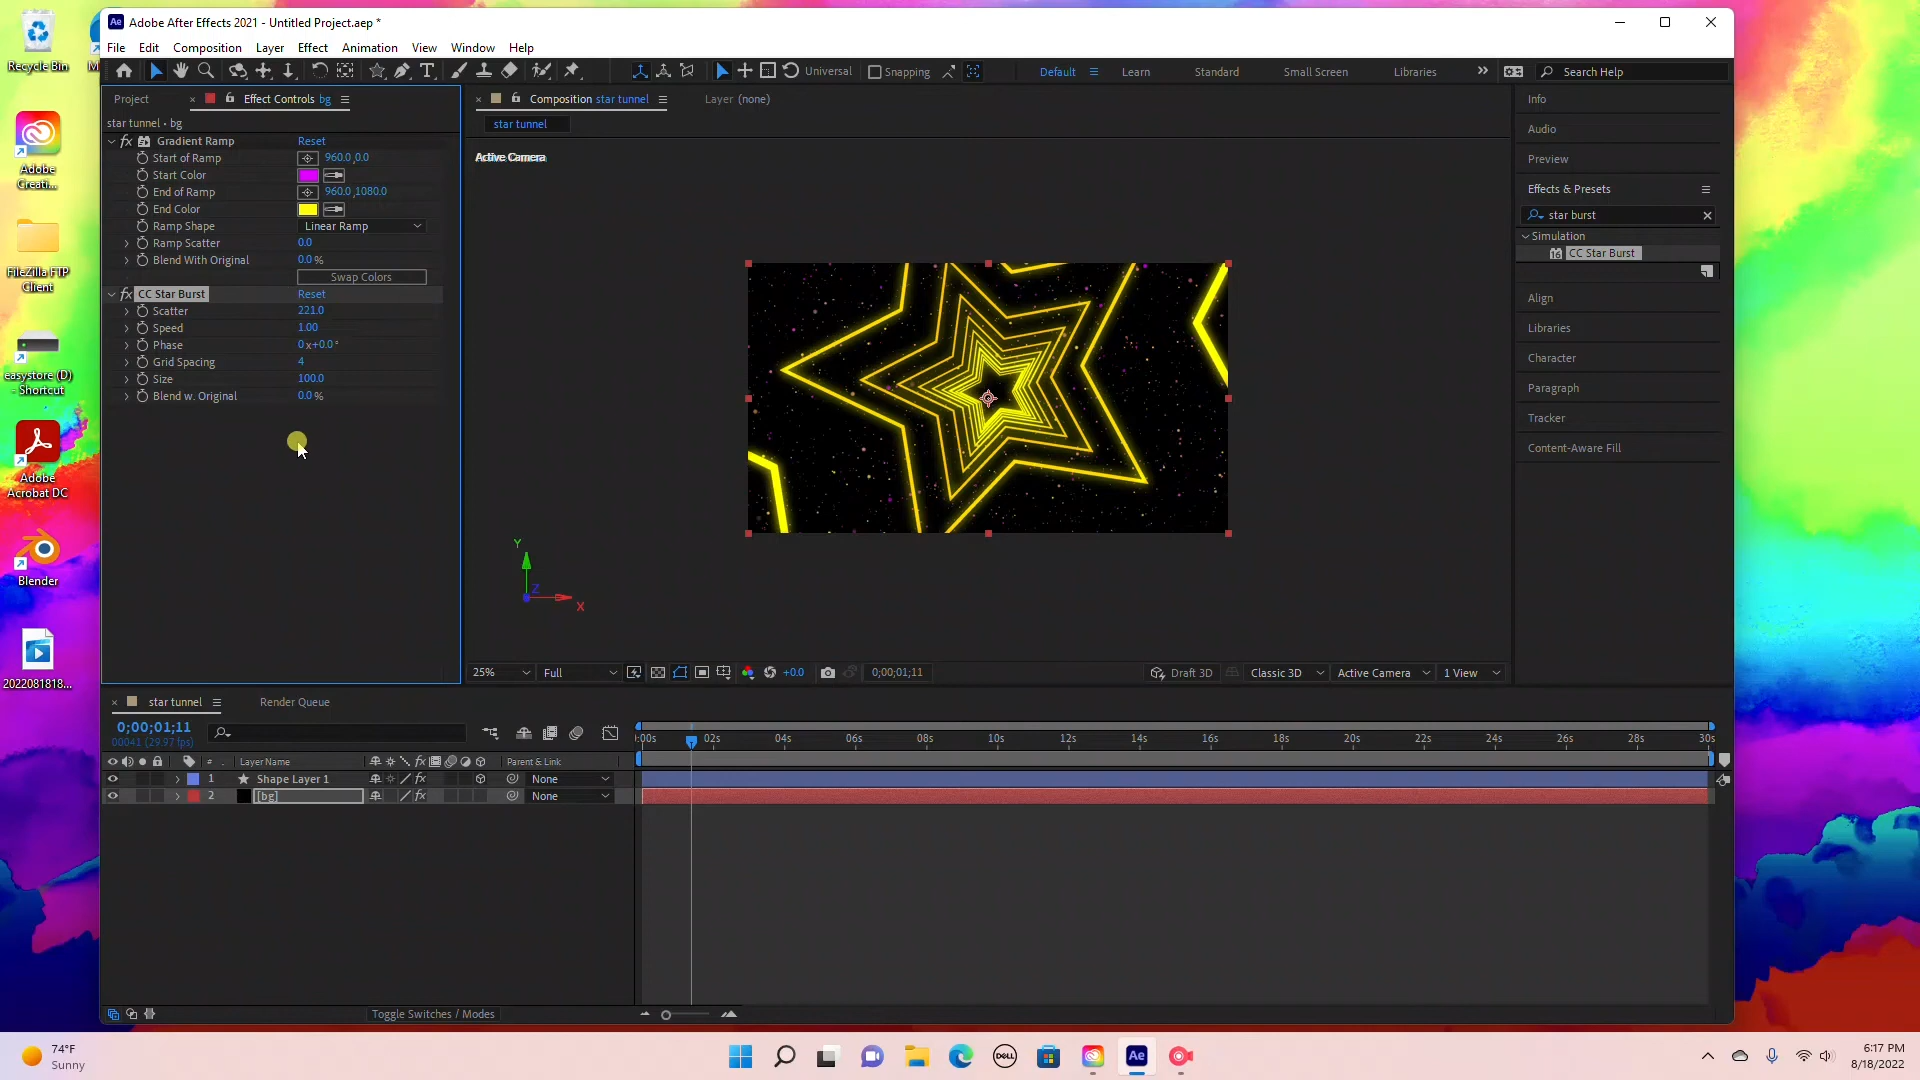 Adobe After Effects 2021 - Untitled Project.aep *
File Edit Composition Layer Effect Animation View Window Help
Universal Snapping Default Learn Standard Small Screen Libraries Search Help
Project Effect Controls bg
star tunnel • bg
Gradient Ramp Reset
Start of Ramp 960.0,0.0
Start Color
End of Ramp 960.0,1080.0
End Color
Ramp Shape Linear Ramp
Ramp Scatter 0.0
Blend With Original 0.0 %
Swap Colors
CC Star Burst Reset
Scatter 221.0
Speed 1.00
Phase 0x+0.0°
Grid Spacing 4
Size 100.0
Blend w. Original 0.0 %
Composition star tunnel Layer (none)
star tunnel
Active Camera
Y
Z
X
25% Full +0.0 0;00;01;11 Draft 3D Classic 3D Active Camera 1 View
Info
Audio
Preview
Effects & Presets
star burst
Simulation
CC Star Burst
Align
Libraries
Character
Paragraph
Tracker
Content-Aware Fill
star tunnel Render Queue
0;00;01;11
00041 (29.97 fps)
:00s 02s 04s 06s 08s 10s 12s 14s 16s 18s 20s 22s 24s 26s 28s 30s
# Layer Name Parent & Link
1 Shape Layer 1 None
2 [bg] None
Toggle Switches / Modes
Recycle Bin
Adobe
Creati...
FileZilla FTP
Client
easystore (D)
- Shortcut
Adobe
Acrobat DC
Blender
2022081818...
74°F
Sunny
DELL
Ae
6:17 PM
8/18/2022